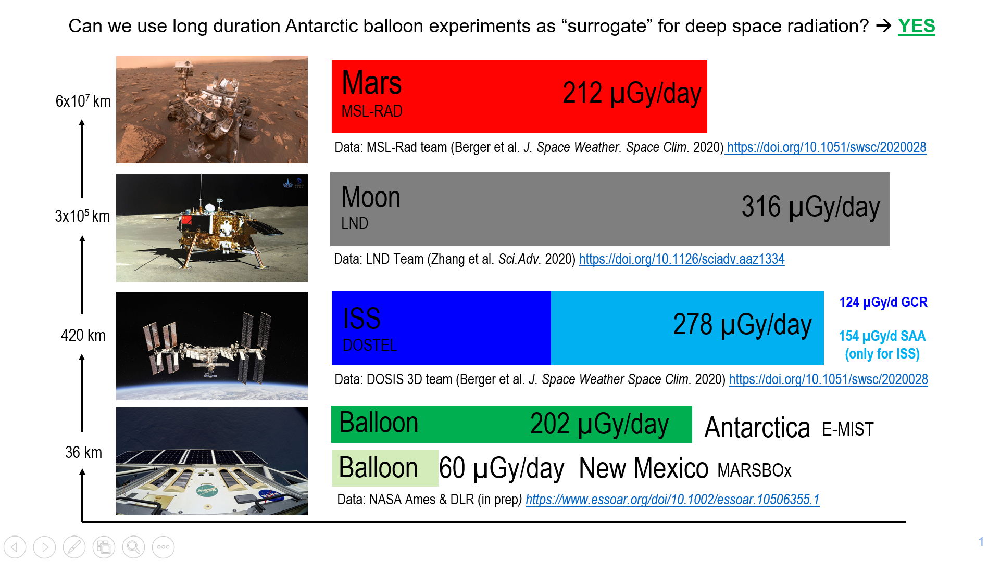 Can we use long duration Antarctic balloon experiments as “surrogate” for deep space radiation? → YES
6x10⁷ km
Mars
212 µGy/day
MSL-RAD
Data: MSL-Rad team (Berger et al. J. Space Weather. Space Clim. 2020) https://doi.org/10.1051/swsc/2020028
3x10⁵ km
Moon
316 µGy/day
LND
Data: LND Team (Zhang et al. Sci.Adv. 2020) https://doi.org/10.1126/sciadv.aaz1334
420 km
ISS
278 µGy/day
DOSTEL
124 µGy/d GCR
154 µGy/d SAA
(only for ISS)
Data: DOSIS 3D team (Berger et al. J. Space Weather Space Clim. 2020) https://doi.org/10.1051/swsc/2020028
36 km
Balloon 202 µGy/day Antarctica E-MIST
Balloon 60 µGy/day New Mexico MARSBOx
NASA
Data: NASA Ames & DLR (in prep) https://www.essoar.org/doi/10.1002/essoar.10506355.1
1